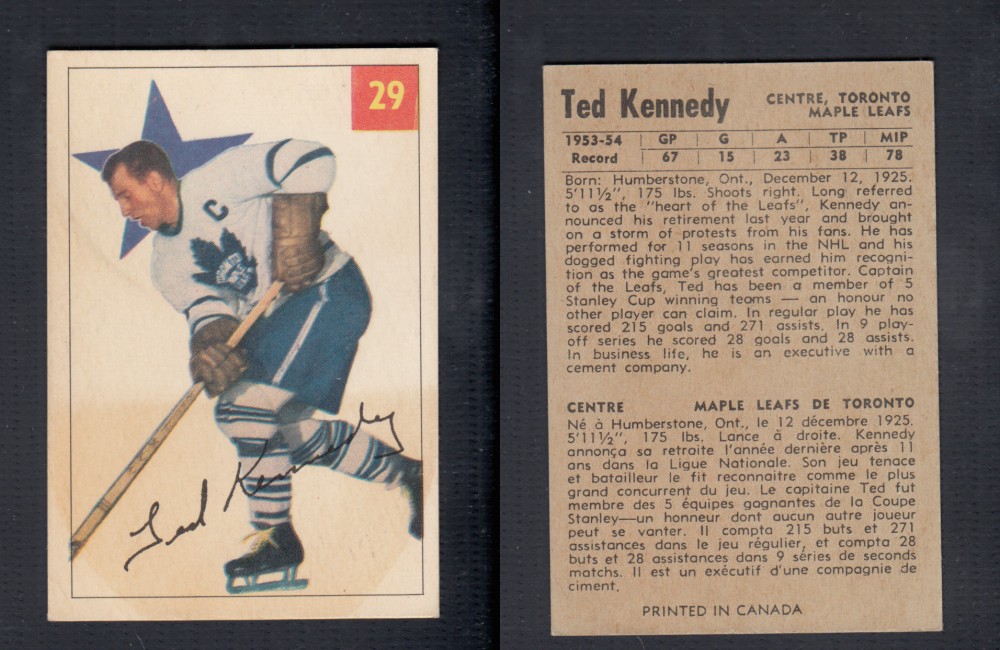 29
C
TORONTO
MAPLE
LEAFS
Ted Kennedy
Ted Kennedy
CENTRE, TORONTO
MAPLE LEAFS
1953-54 GP G A TP MIP
Record 67 15 23 38 78
Born: Humberstone, Ont., December 12, 1925.
5'11½", 175 lbs. Shoots right. Long referred
to as the "heart of the Leafs", Kennedy an-
nounced his retirement last year and brought
on a storm of protests from his fans. He has
performed for 11 seasons in the NHL and his
dogged fighting play has earned him recogni-
tion as the game's greatest competitor. Captain
of the Leafs, Ted has been a member of 5
Stanley Cup winning teams — an honour no
other player can claim. In regular play he has
scored 215 goals and 271 assists. In 9 play-
off series he scored 28 goals and 28 assists.
In business life, he is an executive with a
cement company.
CENTRE MAPLE LEAFS DE TORONTO
Né à Humberstone, Ont., le 12 décembre 1925.
5'11½", 175 lbs. Lance à droite. Kennedy
annonça sa retraite l'année dernière après 11
ans dans la Ligue Nationale. Son jeu tenace
et batailleur le fit reconnaitre comme le plus
grand concurrent du jeu. Le capitaine Ted fut
membre des 5 équipes gagnantes de la Coupe
Stanley—un honneur dont aucun autre joueur
peut se vanter. Il compta 215 buts et 271
assistances dans le jeu régulier, et compta 28
buts et 28 assistances dans 9 séries de seconds
matchs. Il est un exécutif d'une compagnie de
ciment.
PRINTED IN CANADA